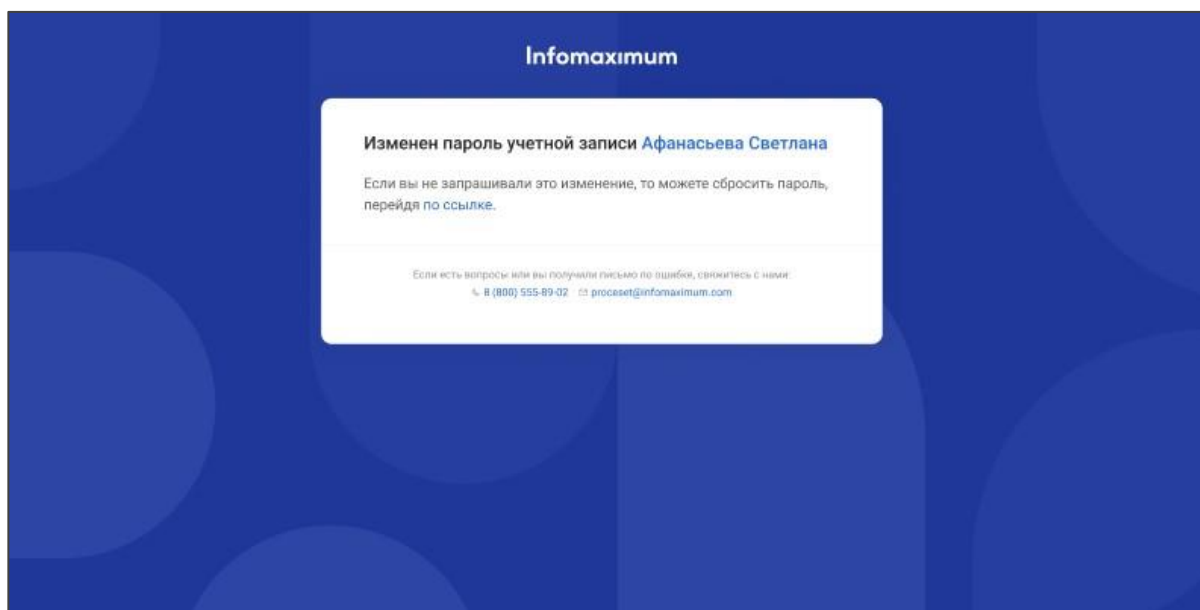 Infomaximum
Изменен пароль учетной записи Афанасьева Светлана
Если вы не запрашивали это изменение, то можете сбросить пароль,
перейдя по ссылке.
Если есть вопросы или вы получили письмо по ошибке, свяжитесь с нами:
8 (800) 555-89-02 proceset@infomaximum.com